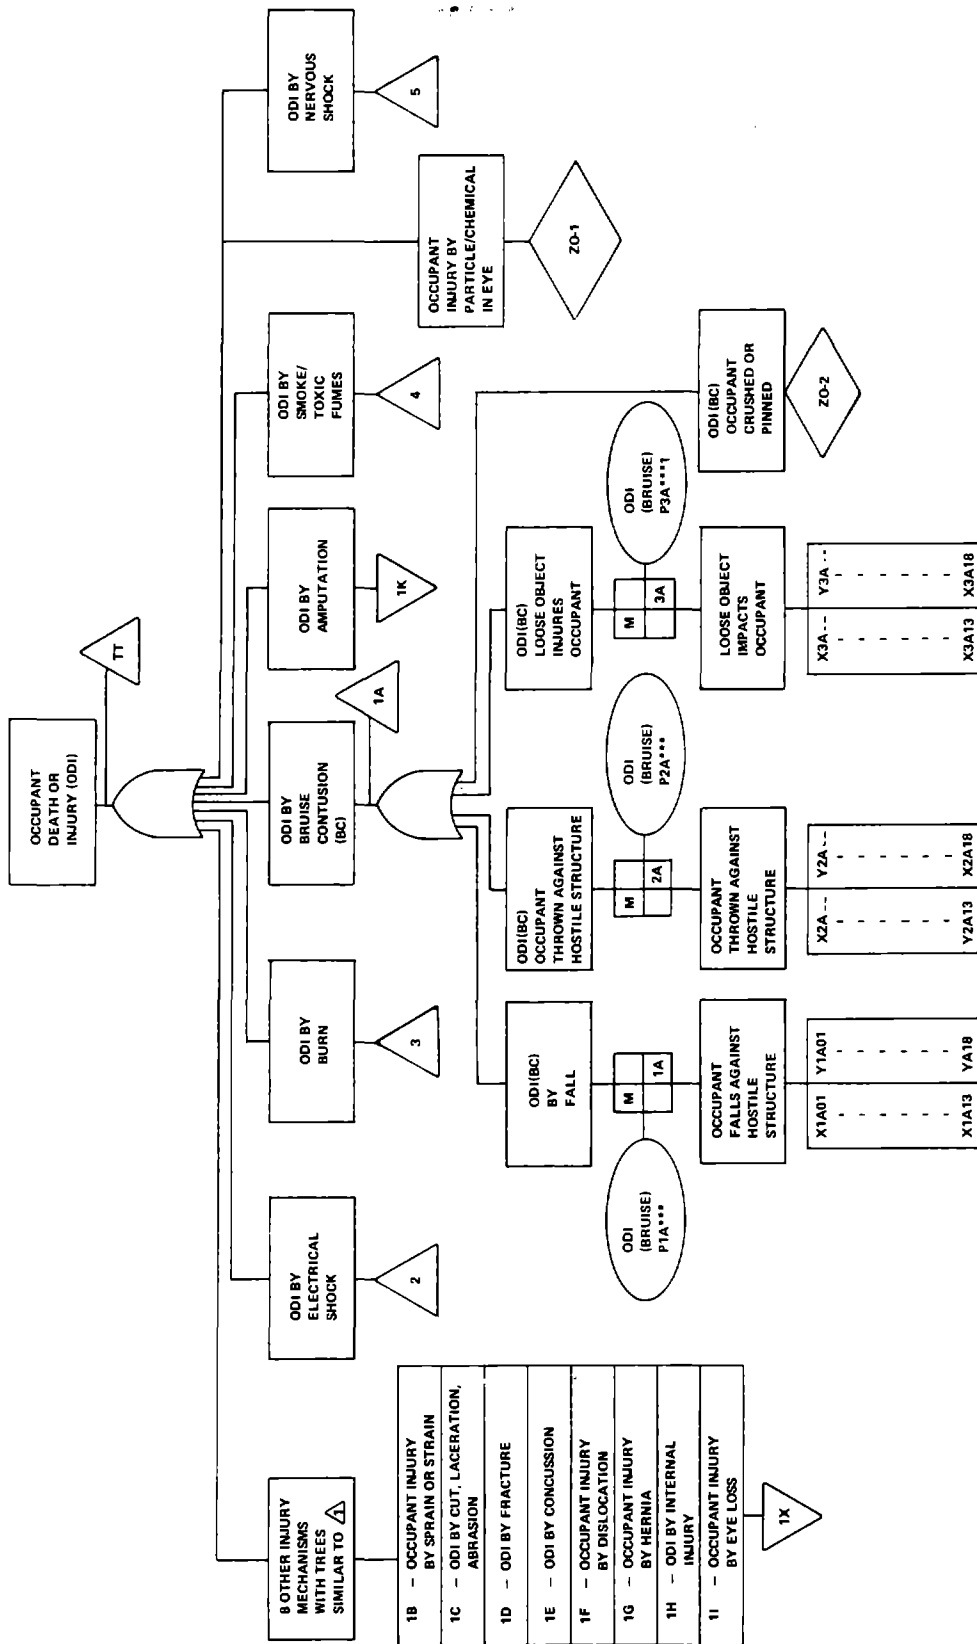 OCCUPANT
DEATH OR
INJURY (ODI)
TT
8 OTHER INJURY
MECHANISMS
WITH TREES
SIMILAR TO 1
1B – OCCUPANT INJURY
BY SPRAIN OR STRAIN
1C – ODI BY CUT, LACERATION,
ABRASION
1D – ODI BY FRACTURE
1E – ODI BY CONCUSSION
1F – OCCUPANT INJURY
BY DISLOCATION
1G – OCCUPANT INJURY
BY HERNIA
1H – ODI BY INTERNAL
INJURY
1I – OCCUPANT INJURY
BY EYE LOSS
1X
ODI BY
ELECTRICAL
SHOCK
2
ODI BY
BURN
3
ODI BY
BRUISE
CONTUSION
(BC)
1A
ODI BY
AMPUTATION
1K
ODI BY
SMOKE/
TOXIC
FUMES
4
OCCUPANT
INJURY BY
PARTICLE/CHEMICAL
IN EYE
ZO-1
ODI BY
NERVOUS
SHOCK
5
ODI(BC)
BY
FALL
M
1A
ODI
(BRUISE)
P1A***
OCCUPANT
FALLS AGAINST
HOSTILE
STRUCTURE
X1A01 Y1A01
- -
- -
- -
- -
X1A13 YA18
ODI(BC)
OCCUPANT
THROWN AGAINST
HOSTILE STRUCTURE
M
2A
ODI
(BRUISE)
P2A***
OCCUPANT
THROWN AGAINST
HOSTILE
STRUCTURE
X2A-- Y2A--
- -
- -
- -
- -
Y2A13 X2A18
ODI(BC)
LOOSE OBJECT
INJURES
OCCUPANT
M
3A
ODI
(BRUISE)
P3A***1
LOOSE OBJECT
IMPACTS
OCCUPANT
X3A-- Y3A--
- -
- -
- -
- -
X3A13 X3A18
ODI(BC)
OCCUPANT
CRUSHED OR
PINNED
ZO-2